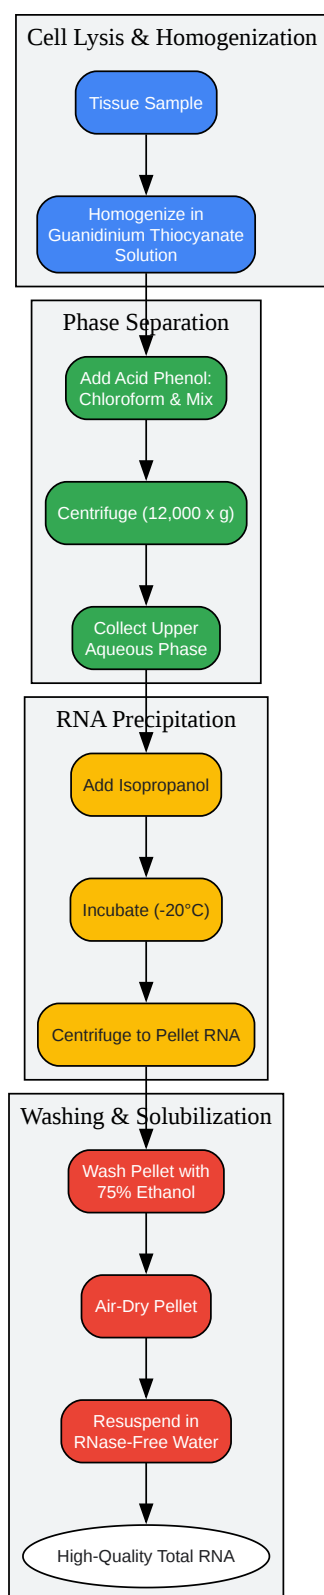 Cell Lysis & Homogenization
Tissue Sample
Homogenize in
Guanidinium Thiocyanate
Solution
Phase Separation
Add Acid Phenol:
Chloroform & Mix
Centrifuge (12,000 x g)
Collect Upper
Aqueous Phase
RNA Precipitation
Add Isopropanol
Incubate (-20°C)
Centrifuge to Pellet RNA
Washing & Solubilization
Wash Pellet with
75% Ethanol
Air-Dry Pellet
Resuspend in
RNase-Free Water
High-Quality Total RNA